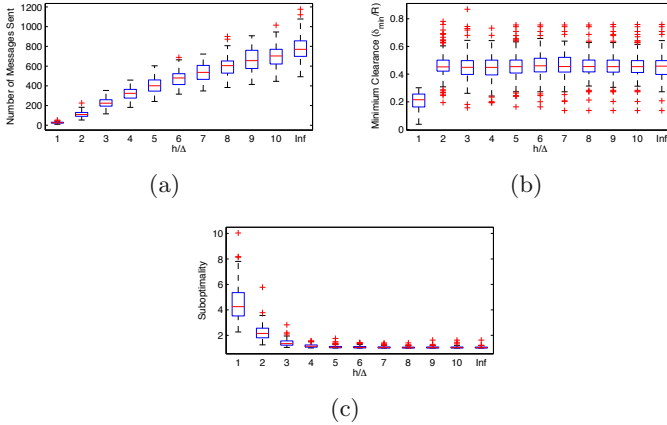 Number of Messages Sent
1200
1000
800
600
400
200
0
1 2 3 4 5 6 7 8 9 10 Inf
h/Δ
(a)
Minimum Clearance (δmin/R)
0.8
0.6
0.4
0.2
0
1 2 3 4 5 6 7 8 9 10 Inf
h/Δ
(b)
Suboptimality
10
8
6
4
2
1 2 3 4 5 6 7 8 9 10 Inf
h/Δ
(c)